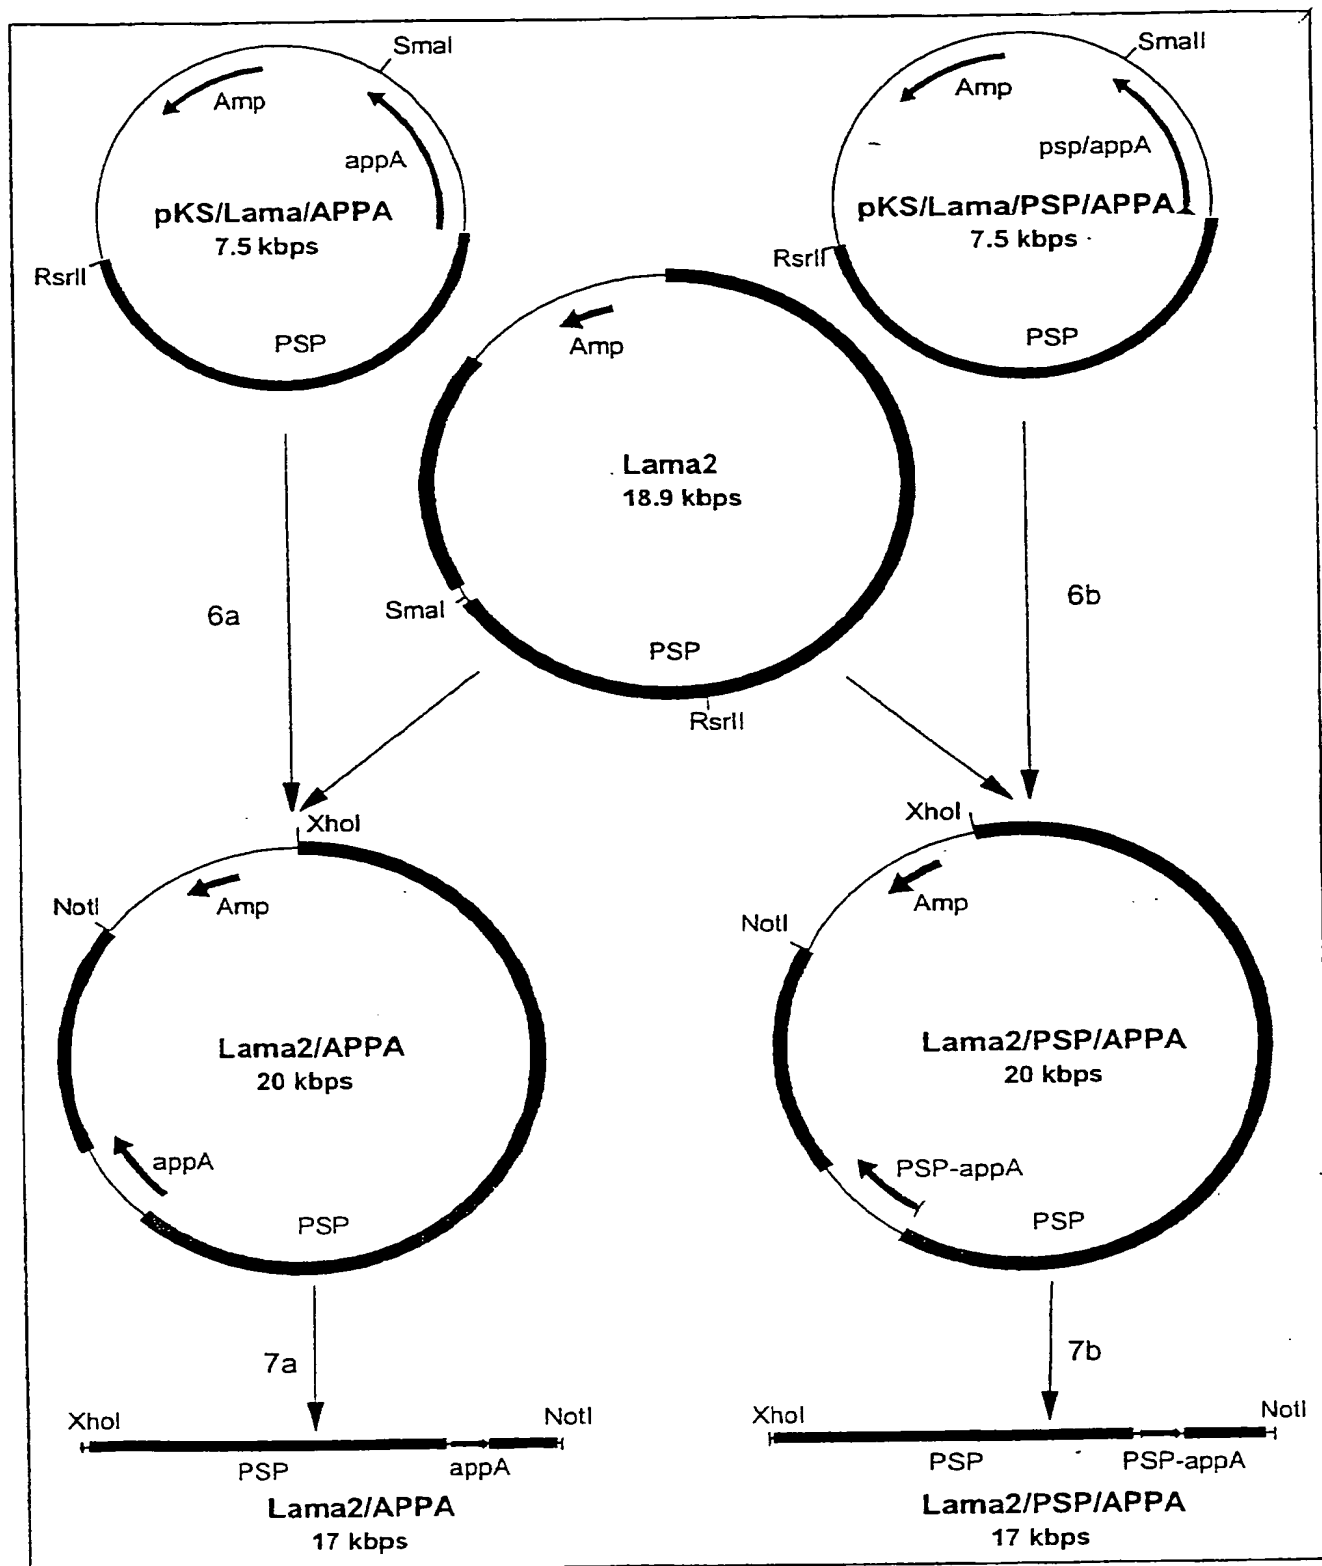 SmaI
Amp
appA
pKS/Lama/APPA
7.5 kbps
RsrII
PSP
SmaII
Amp
psp/appA
pKS/Lama/PSP/APPA
7.5 kbps
RsrII
PSP
Amp
Lama2
18.9 kbps
SmaI
PSP
RsrII
6a
6b
XhoI
NotI
Amp
Lama2/APPA
20 kbps
appA
PSP
XhoI
NotI
Amp
Lama2/PSP/APPA
20 kbps
PSP-appA
PSP
7a
7b
XhoI
NotI
PSP
appA
Lama2/APPA
17 kbps
XhoI
NotI
PSP
PSP-appA
Lama2/PSP/APPA
17 kbps